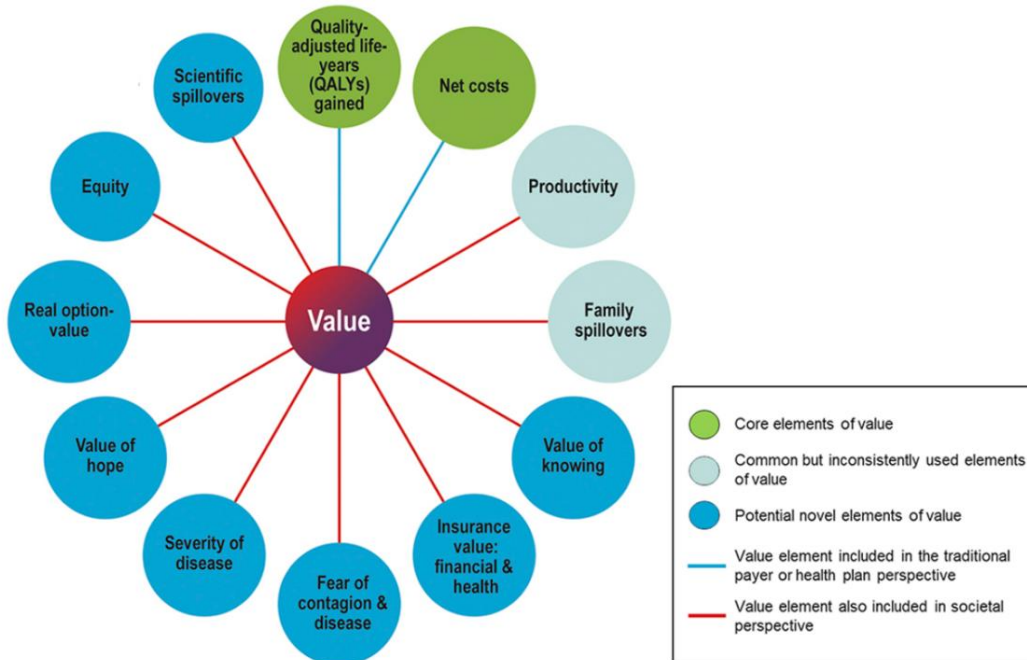 Quality-
adjusted life-
years
(QALYs)
gained
Net costs
Productivity
Family
spillovers
Value of
knowing
Insurance
value:
financial &
health
Fear of
contagion &
disease
Severity of
disease
Value of
hope
Real option-
value
Equity
Scientific
spillovers
Value
Core elements of value
Common but inconsistently used elements
of value
Potential novel elements of value
Value element included in the traditional
payer or health plan perspective
Value element also included in societal
perspective